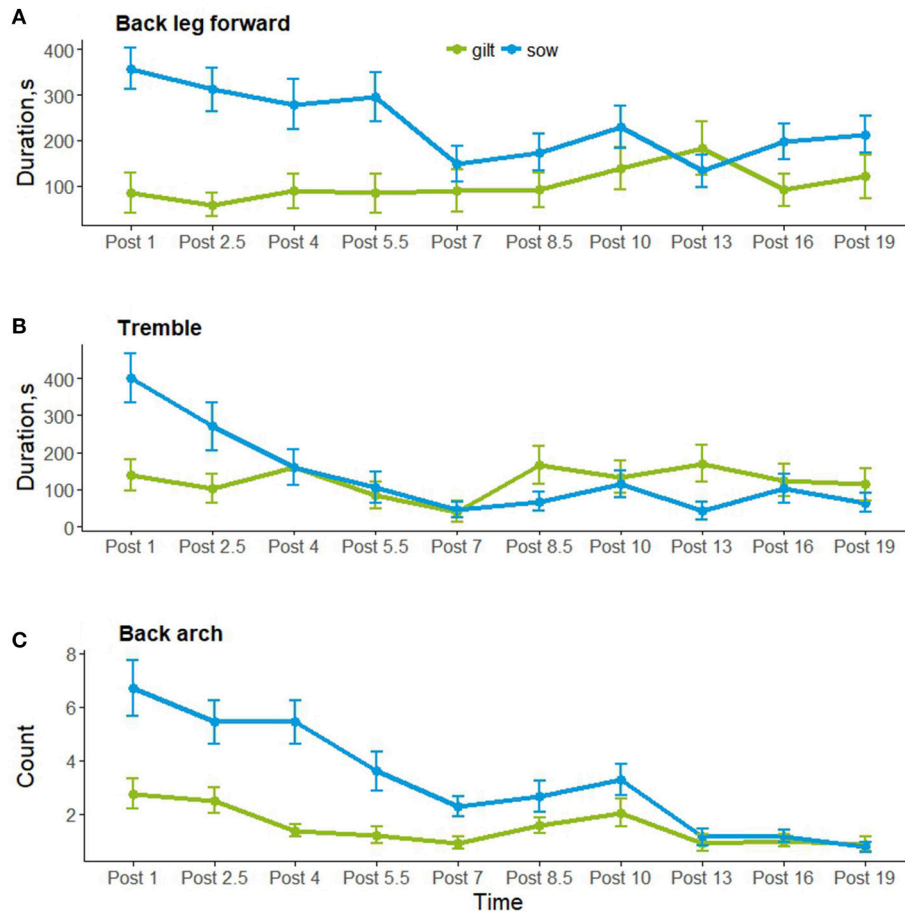 A
Back leg forward
gilt sow
Duration,s
400
300
200
100
Post 1 Post 2.5 Post 4 Post 5.5 Post 7 Post 8.5 Post 10 Post 13 Post 16 Post 19
B
Tremble
Duration,s
400
300
200
100
0
Post 1 Post 2.5 Post 4 Post 5.5 Post 7 Post 8.5 Post 10 Post 13 Post 16 Post 19
C
Back arch
Count
8
6
4
2
Post 1 Post 2.5 Post 4 Post 5.5 Post 7 Post 8.5 Post 10 Post 13 Post 16 Post 19
Time